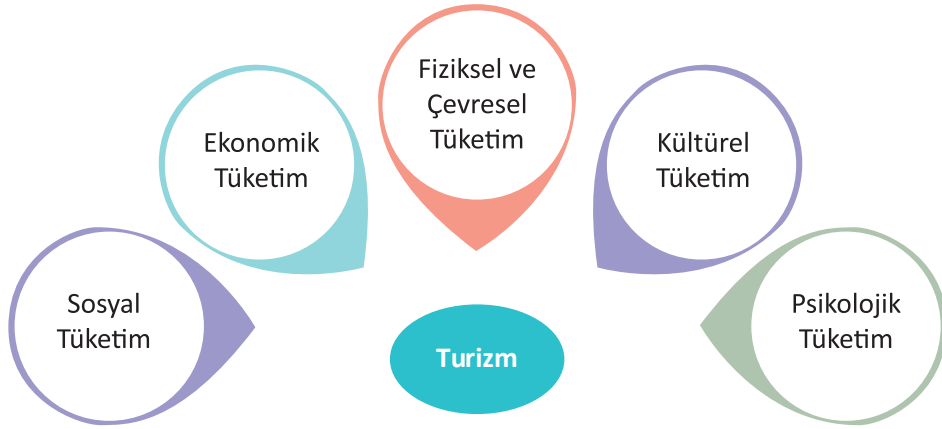 Sosyal
Tüketim
Ekonomik
Tüketim
Fiziksel ve
Çevresel
Tüketim
Kültürel
Tüketim
Psikolojik
Tüketim
Turizm